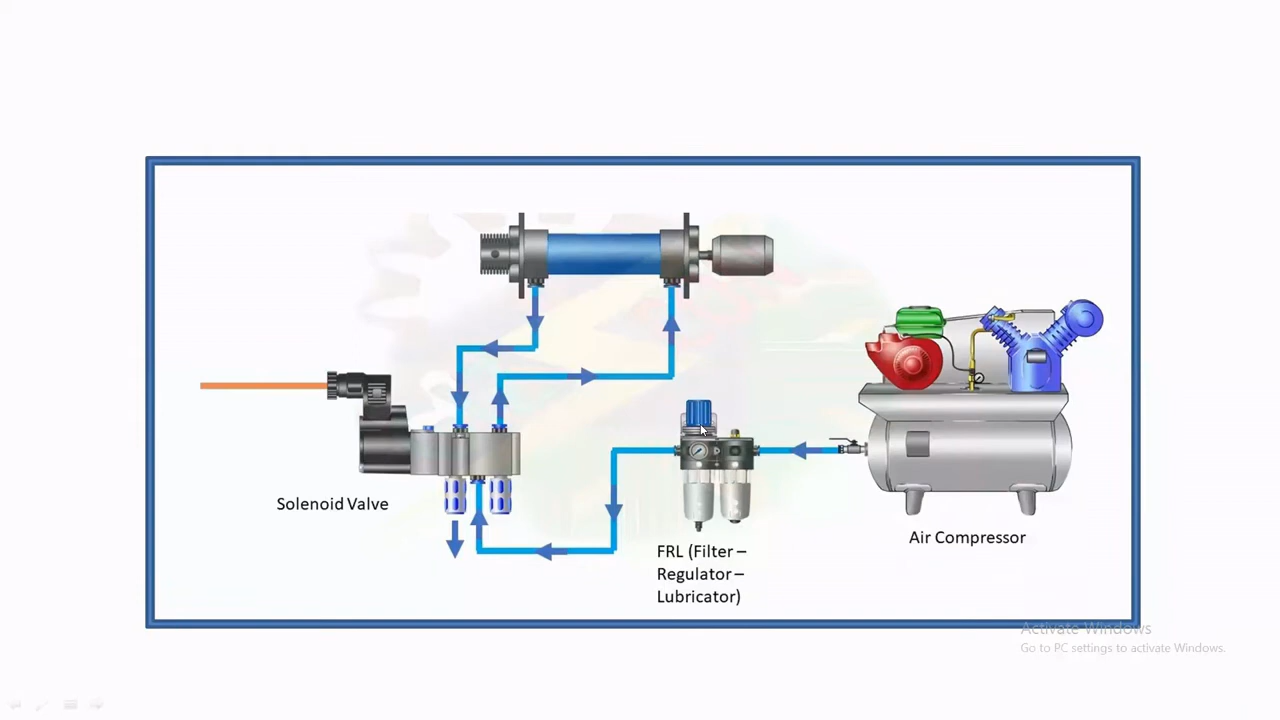 Solenoid Valve
FRL (Filter –
Regulator –
Lubricator)
Air Compressor
Activate Windows
Go to PC settings to activate Windows.